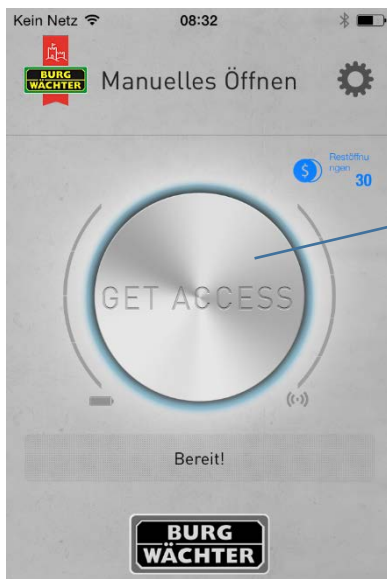 Kein Netz 08:32
BURG
WÄCHTER
Manuelles Öffnen
Restöffnu-
ngen
30
GET ACCESS
Bereit!
BURG
WÄCHTER